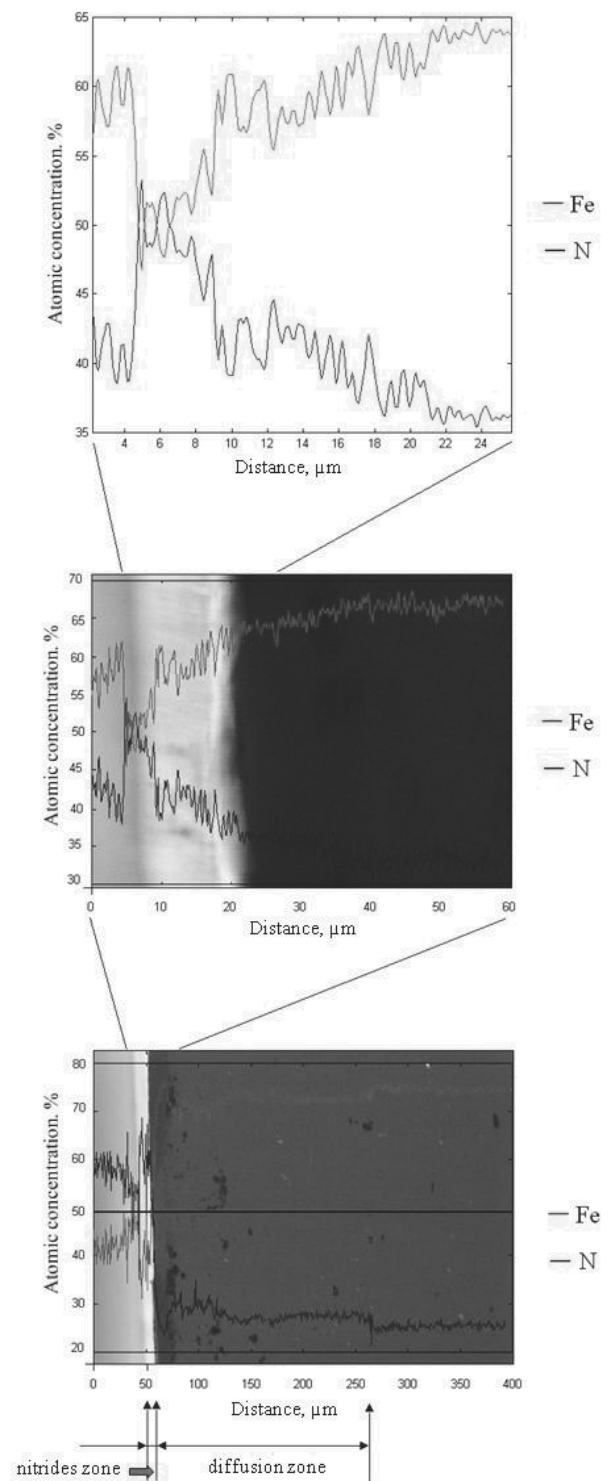 65
60
55
50
45
40
35
Atomic concentration. %
4 6 8 10 12 14 16 18 20 22 24
Distance, µm
Fe
N
70
65
60
55
50
45
40
35
30
Atomic concentration. %
0 10 20 30 40 50 60
Distance, µm
Fe
N
80
70
60
50
40
30
20
Atomic concentration. %
0 50 100 150 200 250 300 350 400
Distance, µm
Fe
N
nitrides zone
diffusion zone